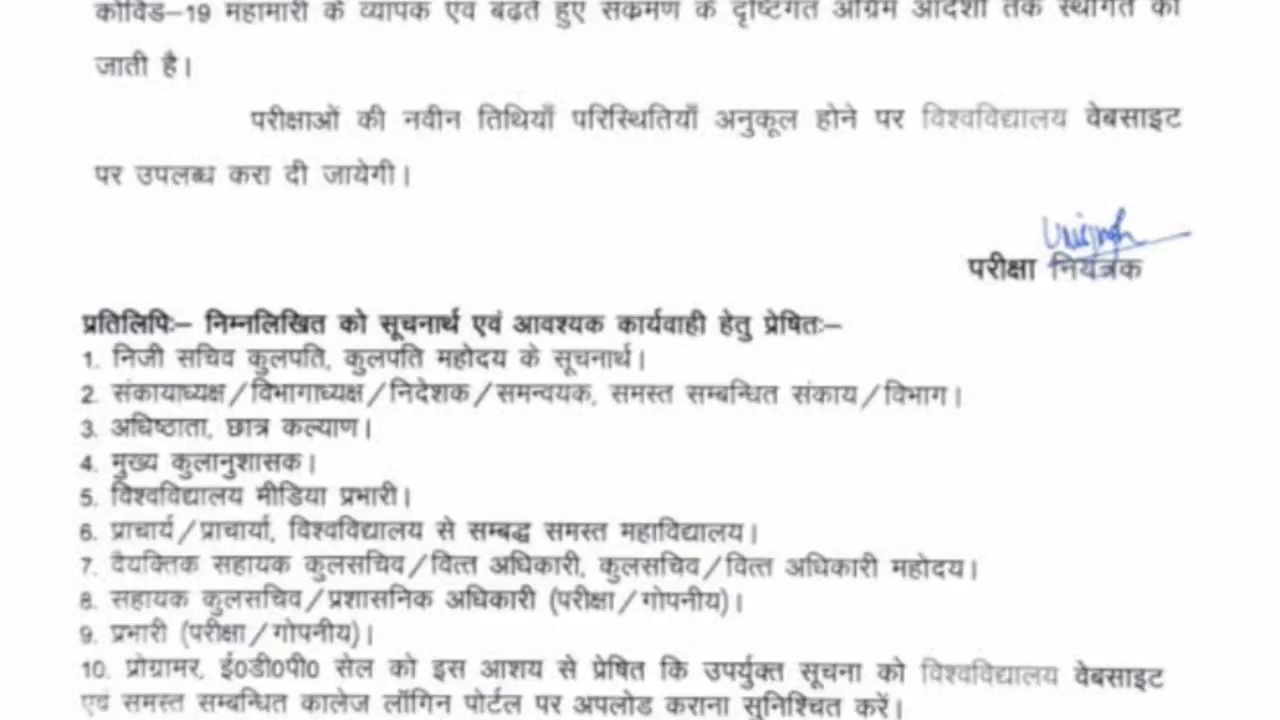 कोविड–19 महामारी के व्यापक एवं बढ़ते हुए संक्रमण के दृष्टिगत अग्रिम आदेशों तक स्थगित की
जाती है।
परीक्षाओं की नवीन तिथियाँ परिस्थितियाँ अनुकूल होने पर विश्वविद्यालय वेबसाइट
पर उपलब्ध करा दी जायेगी।
परीक्षा नियंत्रक
प्रतिलिपिः– निम्नलिखित को सूचनार्थ एवं आवश्यक कार्यवाही हेतु प्रेषितः–
1. निजी सचिव कुलपति, कुलपति महोदय के सूचनार्थ।
2. संकायाध्यक्ष/विभागाध्यक्ष/निदेशक/समन्वयक, समस्त सम्बन्धित संकाय/विभाग।
3. अधिष्ठाता, छात्र कल्याण।
4. मुख्य कुलानुशासक।
5. विश्वविद्यालय मीडिया प्रभारी।
6. प्राचार्य/प्राचार्या, विश्वविद्यालय से सम्बद्ध समस्त महाविद्यालय।
7. वैयक्तिक सहायक कुलसचिव/वित्त अधिकारी, कुलसचिव/वित्त अधिकारी महोदय।
8. सहायक कुलसचिव/प्रशासनिक अधिकारी (परीक्षा/गोपनीय)।
9. प्रभारी (परीक्षा/गोपनीय)।
10. प्रोग्रामर, ई0डी0पी0 सेल को इस आशय से प्रेषित कि उपर्युक्त सूचना को विश्वविद्यालय वेबसाइट
एवं समस्त सम्बन्धित कालेज लॉगिन पोर्टल पर अपलोड कराना सुनिश्चित करें।